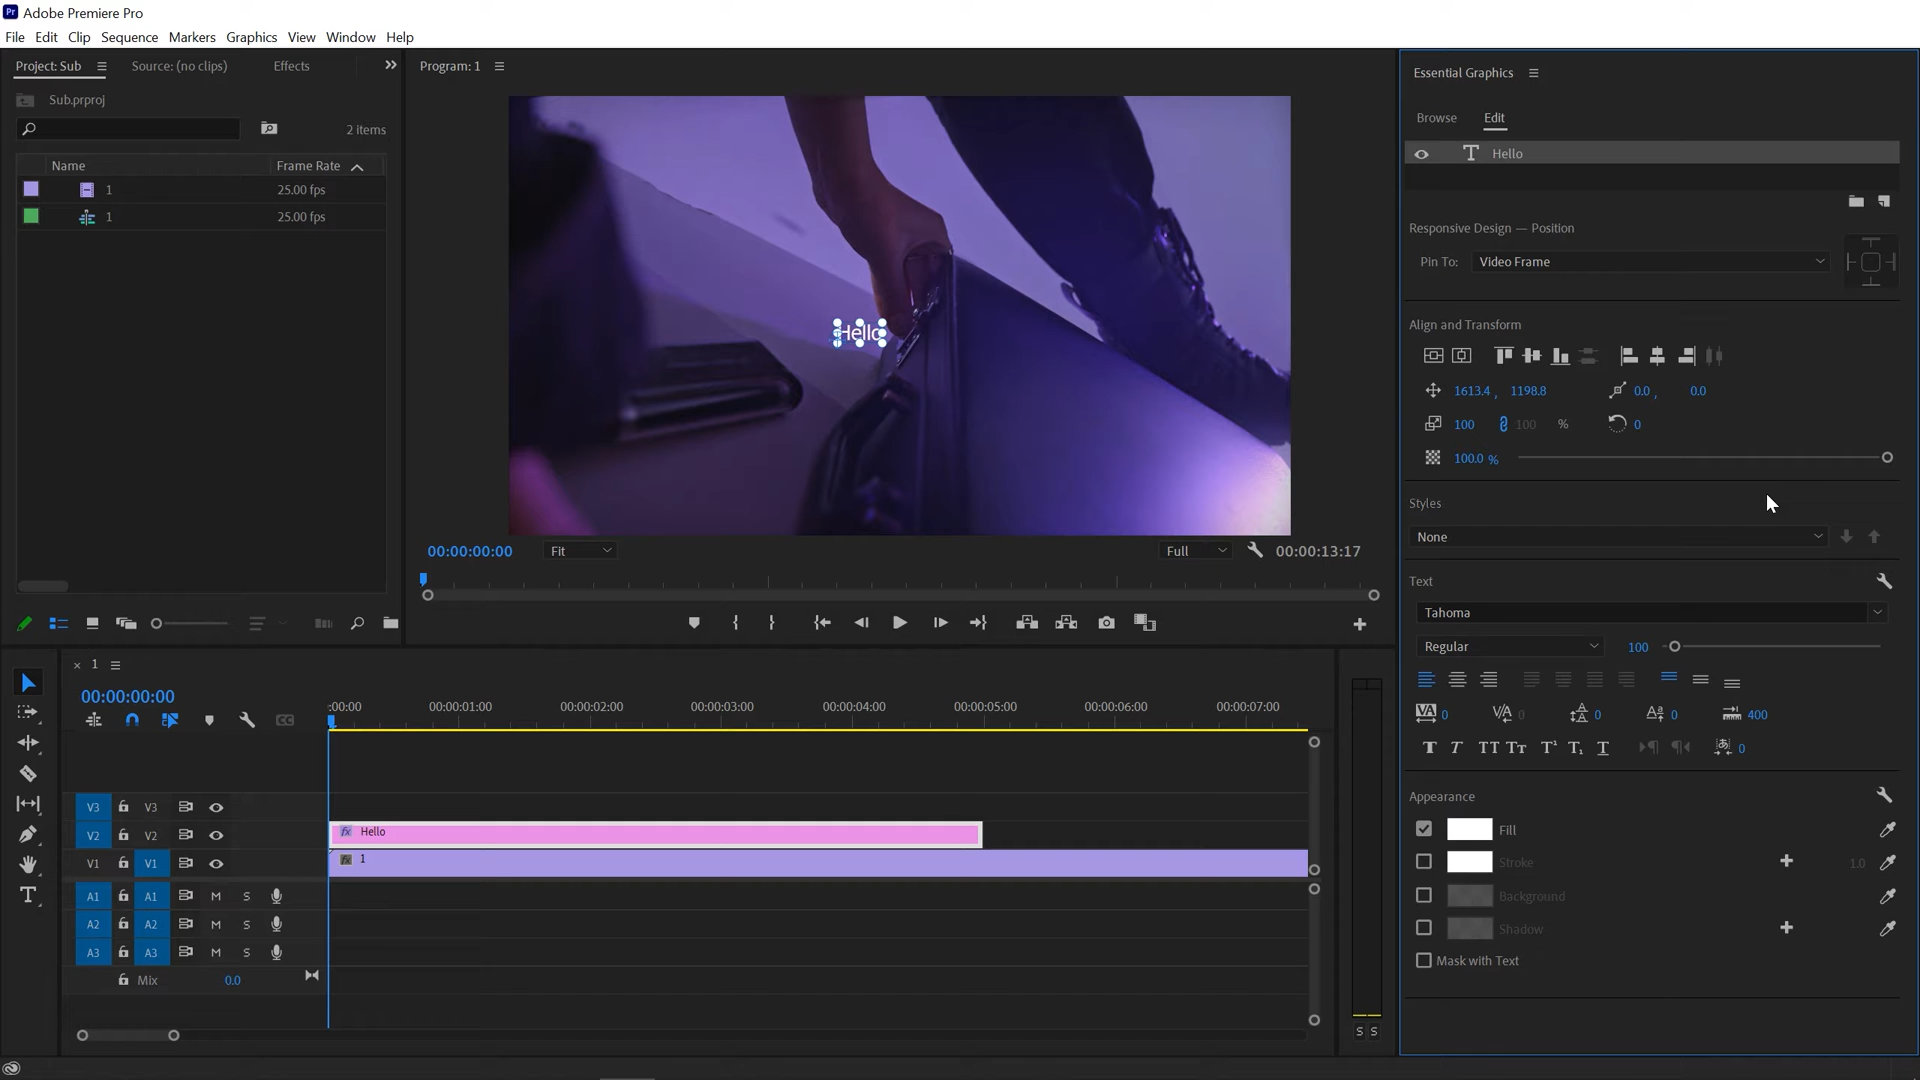 Adobe Premiere Pro
File Edit Clip Sequence Markers Graphics View Window Help
Project: Sub
Source: (no clips)
Effects
Sub.prproj
2 items
Name
Frame Rate
1
25.00 fps
1
25.00 fps
Program: 1
Hello
00:00:00:00
Fit
Full
00:00:13:17
1
00:00:00:00
:00:00
00:00:01:00
00:00:02:00
00:00:03:00
00:00:04:00
00:00:05:00
00:00:06:00
00:00:07:00
V3 V3
V2 V2
fx Hello
V1 V1
fx 1
A1 A1 M S
A2 A2 M S
A3 A3 M S
Mix 0.0
S S
Essential Graphics
Browse Edit
Hello
Responsive Design — Position
Pin To: Video Frame
Align and Transform
1613.4 , 1198.8
0.0 , 0.0
100 100 % 0
100.0 %
Styles
None
Text
Tahoma
Regular
100
0 0 0 0 400
0
Appearance
Fill
Stroke
1.0
Background
Shadow
Mask with Text